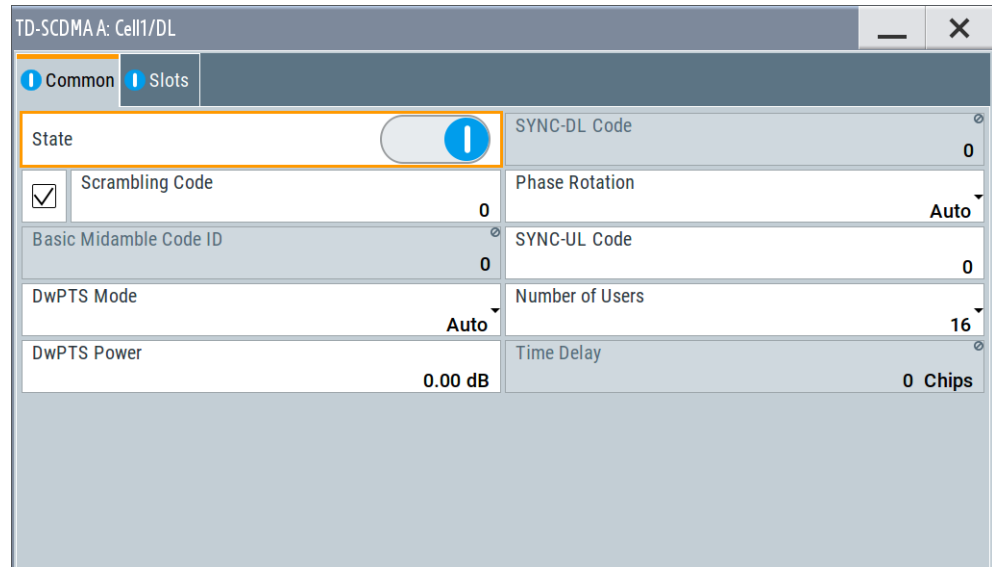 TD-SCDMA A: Cell1/DL
Common Slots
State
SYNC-DL Code
0
Scrambling Code
0
Phase Rotation
Auto
Basic Midamble Code ID
0
SYNC-UL Code
0
DwPTS Mode
Auto
Number of Users
16
DwPTS Power
0.00 dB
Time Delay
0 Chips